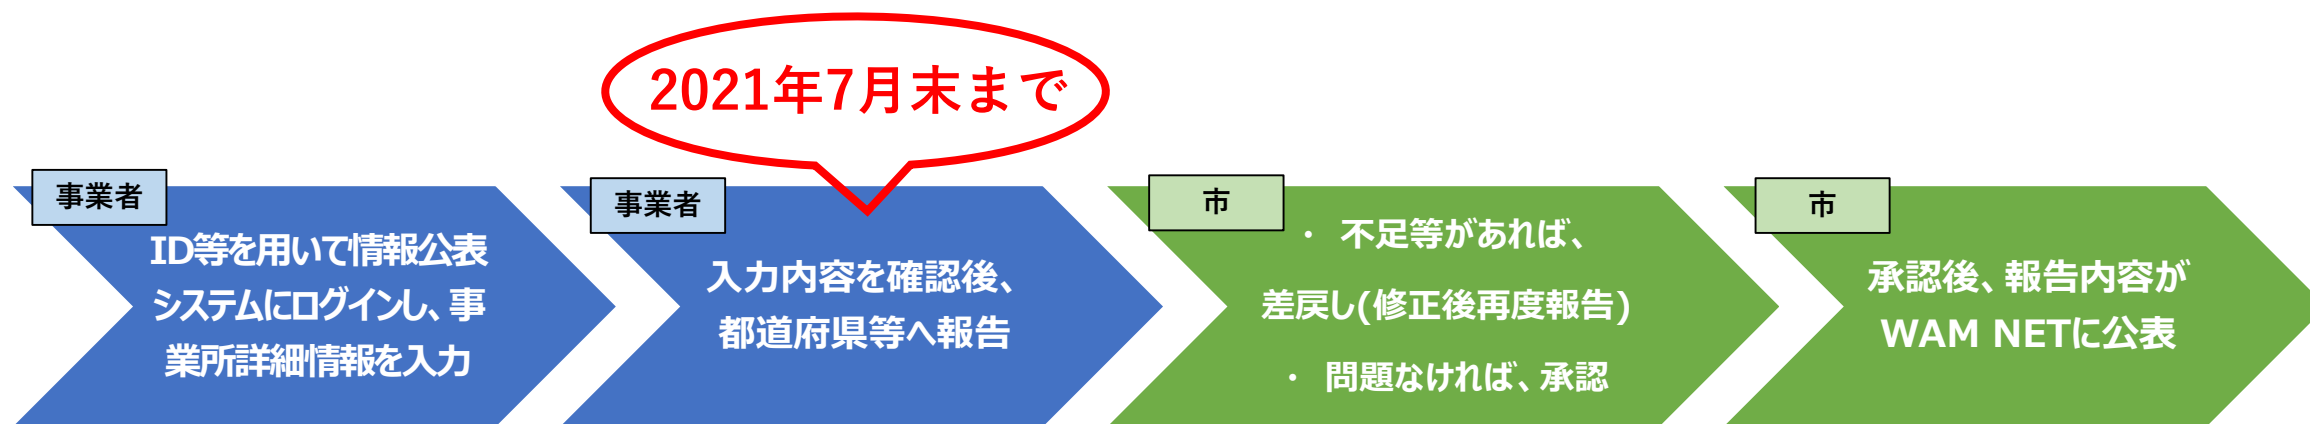 2021年7月末まで
事業者
ID等を用いて情報公表
システムにログインし、事
業所詳細情報を入力
事業者
入力内容を確認後、
都道府県等へ報告
市
・ 不足等があれば、
差戻し(修正後再度報告)
・ 問題なければ、承認
市
承認後、報告内容が
WAM NETに公表